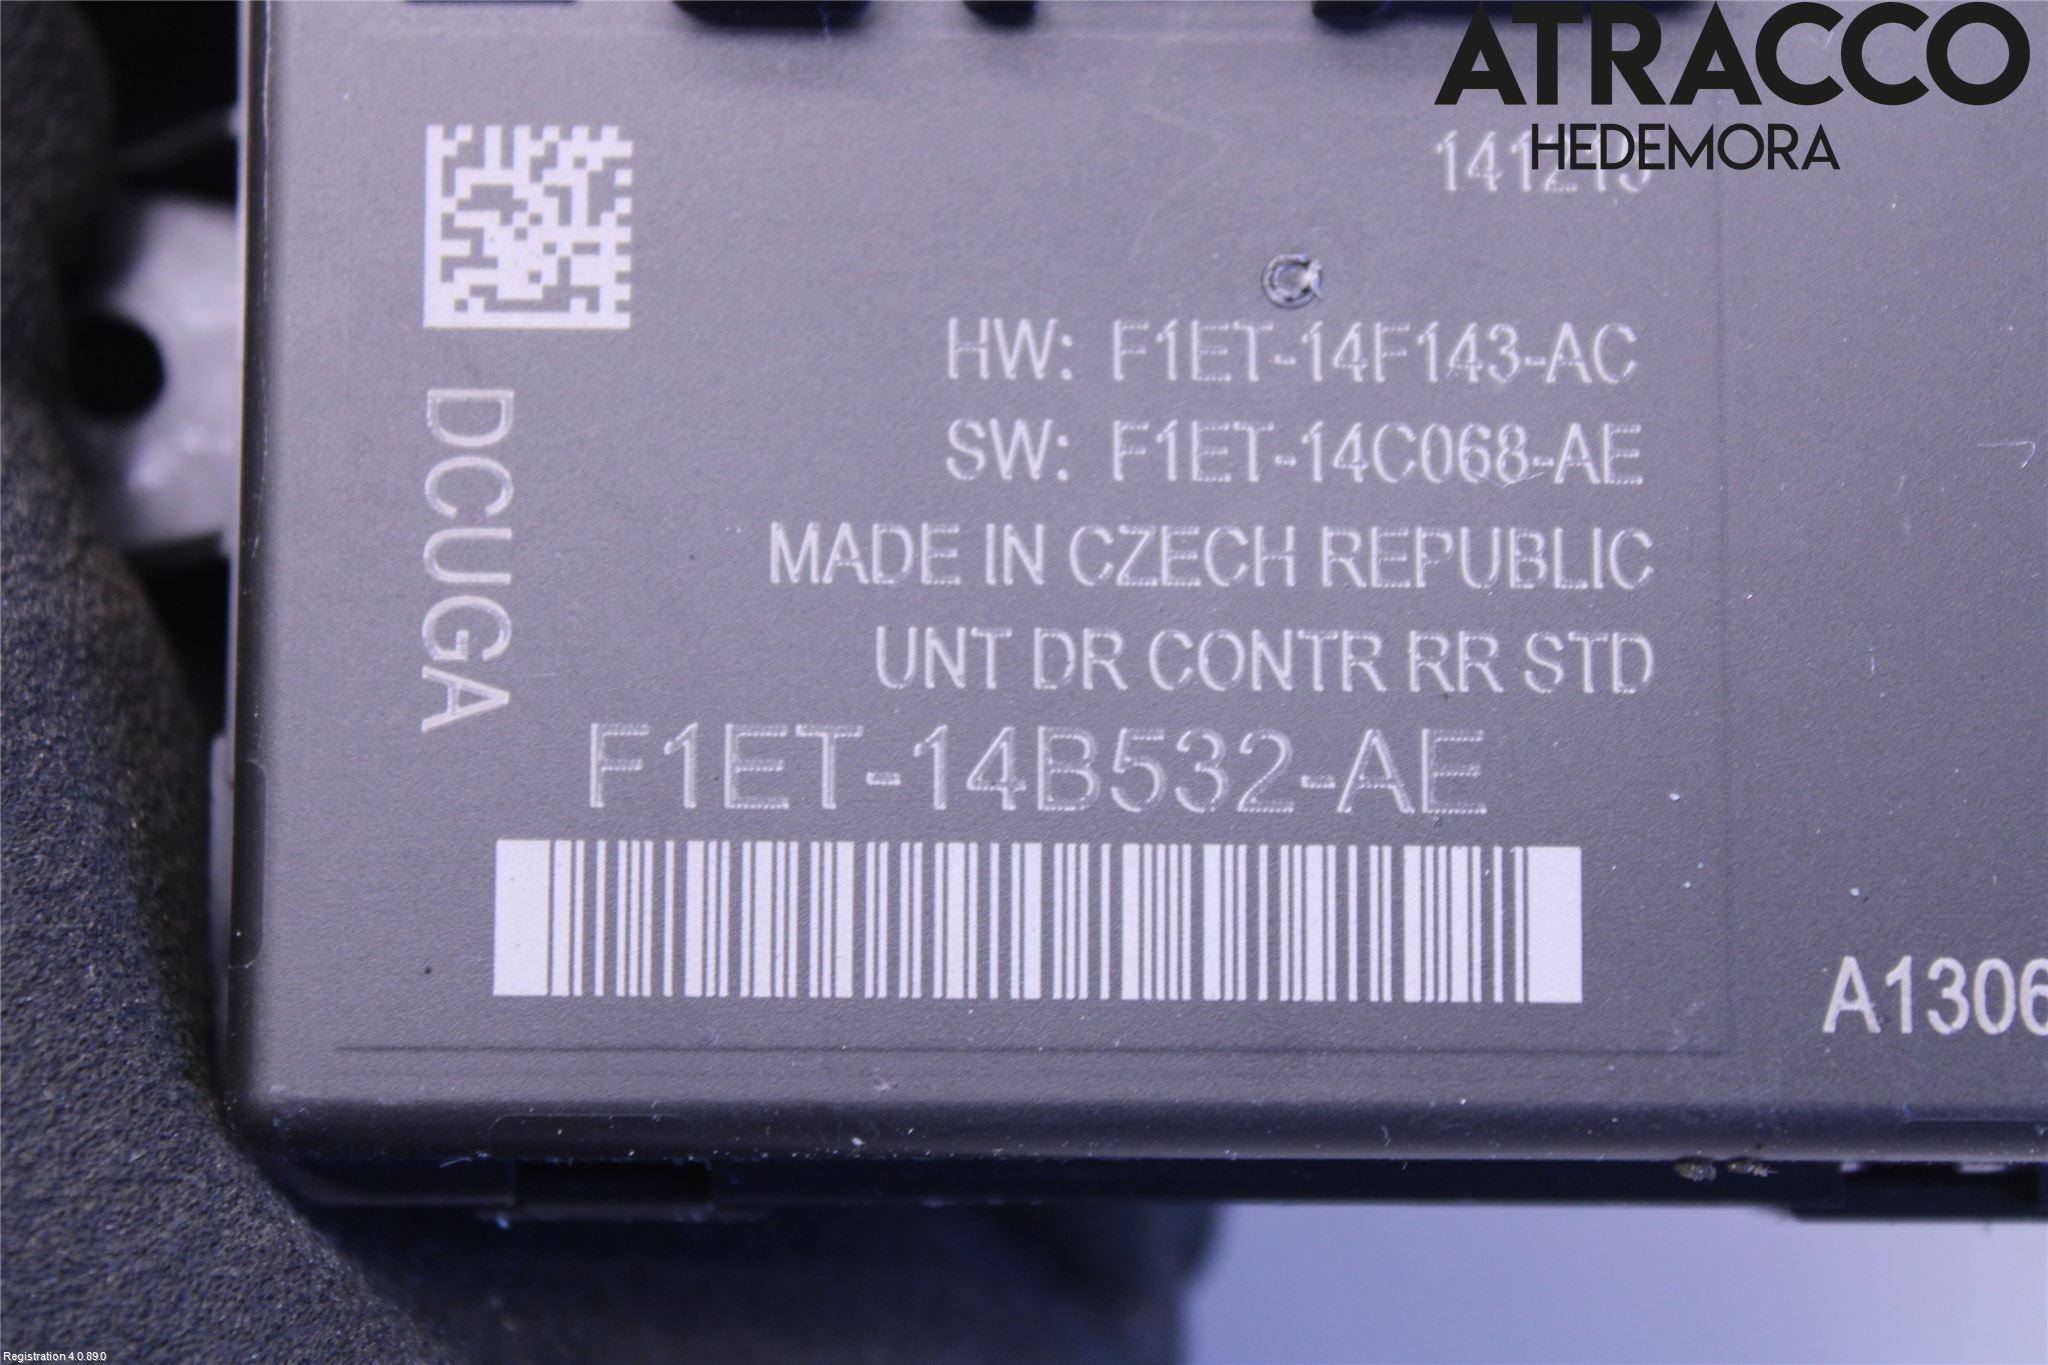 ATRACCO
HEDEMORA
HW: F1ET-14F143-AC
SW: F1ET-14C068-AE
MADE IN CZECH REPUBLIC
UNT DR CONTR RR STD
F1ET-14B532-AE
DCUGA
A1306
Registration 4.0.89.0